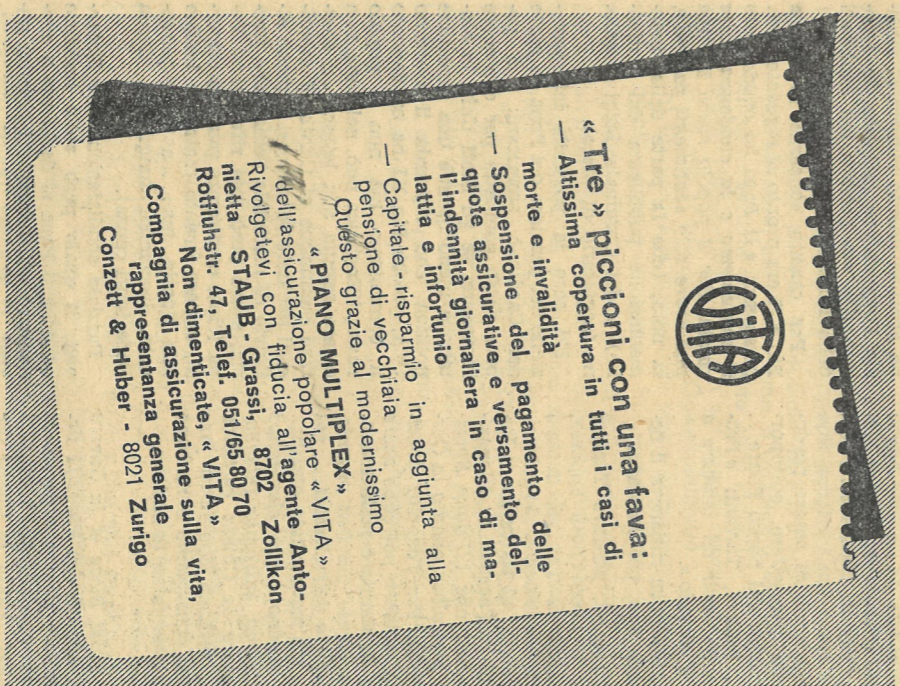 VITA
« Tre » piccioni con una fava:
— Altissima copertura in tutti i casi di
morte e invalidità
— Sospensione del pagamento delle
quote assicurative e versamento del-
l'indennità giornaliera in caso di ma-
lattia e infortunio
— Capitale - risparmio in aggiunta alla
pensione di vecchiaia
Questo grazie al modernissimo
« PIANO MULTIPLEX »
dell'assicurazione popolare « VITA »
Rivolgetevi con fiducia all'agente Anto-
nietta STAUB - Grassi, 8702 Zollikon
Rotfluhstr. 47, Telef. 051/65 80 70
Non dimenticate, « VITA »
Compagnia di assicurazione sulla vita,
rappresentanza generale
Conzett & Huber - 8021 Zurigo